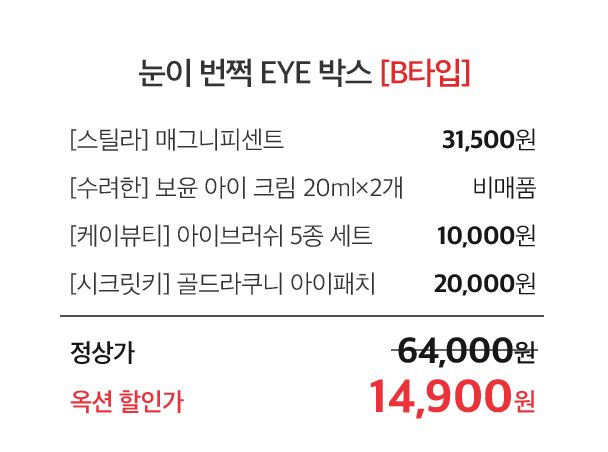 눈이 번쩍 EYE 박스 [B타입]
[스틸라] 매그니피센트 31,500원
[수려한] 보윤 아이 크림 20ml×2개 비매품
[케이뷰티] 아이브러쉬 5종 세트 10,000원
[시크릿키] 골드라쿠니 아이패치 20,000원
정상가 64,000원
옥션 할인가 14,900원